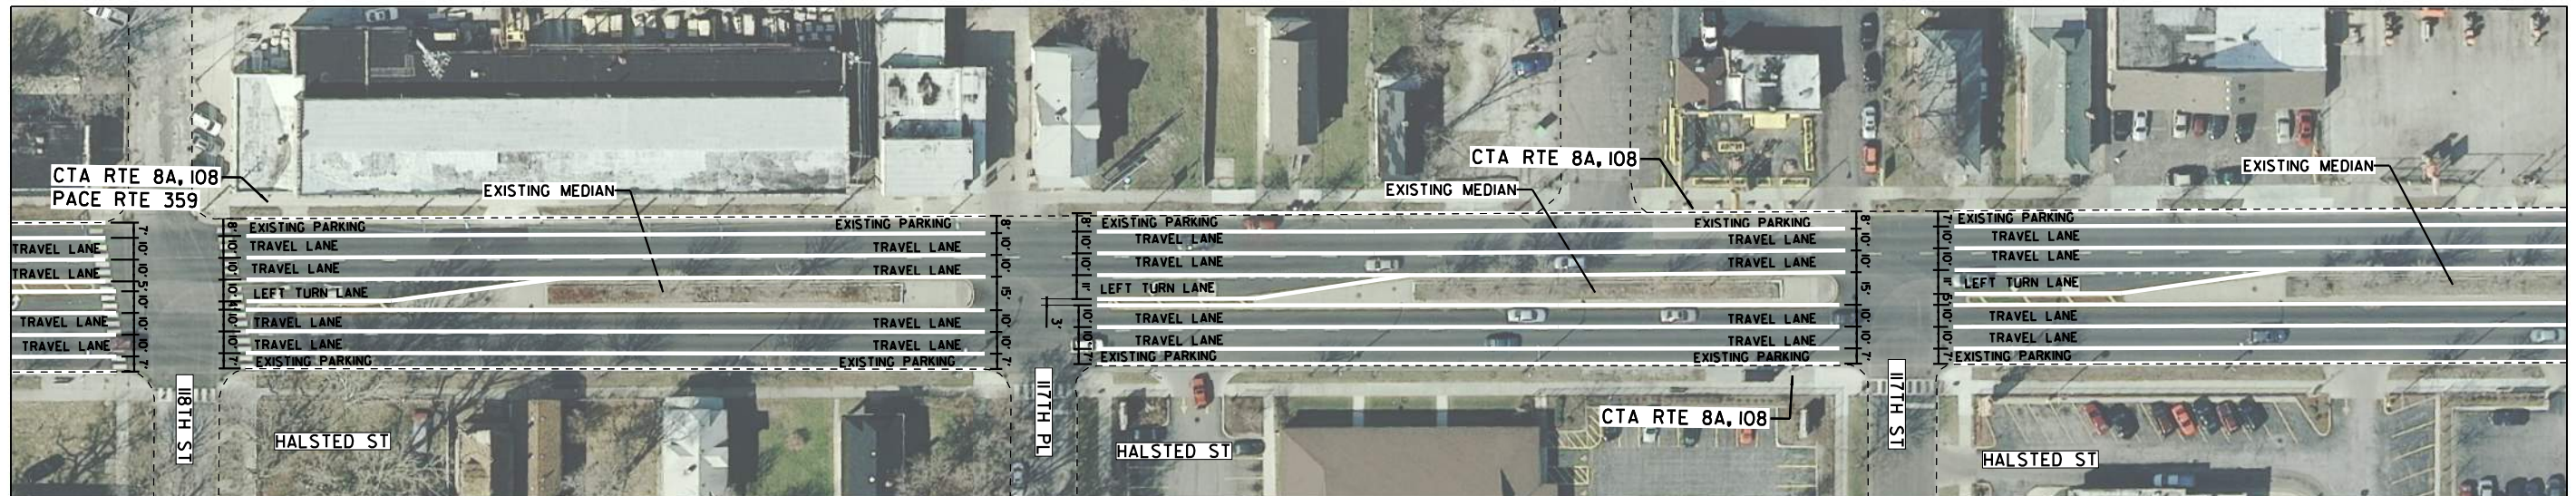 CTA RTE 8A, 108
PACE RTE 359
EXISTING MEDIAN
EXISTING MEDIAN
CTA RTE 8A, 108
EXISTING MEDIAN
TRAVEL LANE
TRAVEL LANE
TRAVEL LANE
TRAVEL LANE
7'
10'
10'
10'
10'
7'
118TH ST
8'
10'
10'
10'
10'
10'
7'
EXISTING PARKING
TRAVEL LANE
TRAVEL LANE
LEFT TURN LANE
TRAVEL LANE
TRAVEL LANE
EXISTING PARKING
EXISTING PARKING
TRAVEL LANE
TRAVEL LANE
TRAVEL LANE
TRAVEL LANE
EXISTING PARKING
8'
10'
10'
15'
10'
10'
7'
HALSTED ST
117TH PL
3'
8'
10'
10'
11'
10'
10'
7'
EXISTING PARKING
TRAVEL LANE
TRAVEL LANE
LEFT TURN LANE
TRAVEL LANE
TRAVEL LANE
EXISTING PARKING
EXISTING PARKING
TRAVEL LANE
TRAVEL LANE
TRAVEL LANE
TRAVEL LANE
EXISTING PARKING
8'
10'
10'
15'
10'
10'
7'
HALSTED ST
CTA RTE 8A, 108
117TH ST
7'
10'
10'
11'
10'
10'
7'
EXISTING PARKING
TRAVEL LANE
TRAVEL LANE
LEFT TURN LANE
TRAVEL LANE
TRAVEL LANE
EXISTING PARKING
HALSTED ST